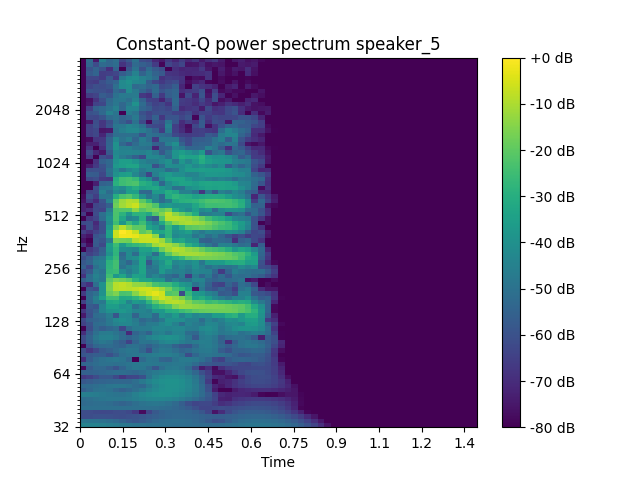 Constant-Q power spectrum speaker_5
Hz
2048
1024
512
256
128
64
32
0 0.15 0.3 0.45 0.6 0.75 0.9 1.1 1.2 1.4
Time
+0 dB
-10 dB
-20 dB
-30 dB
-40 dB
-50 dB
-60 dB
-70 dB
-80 dB